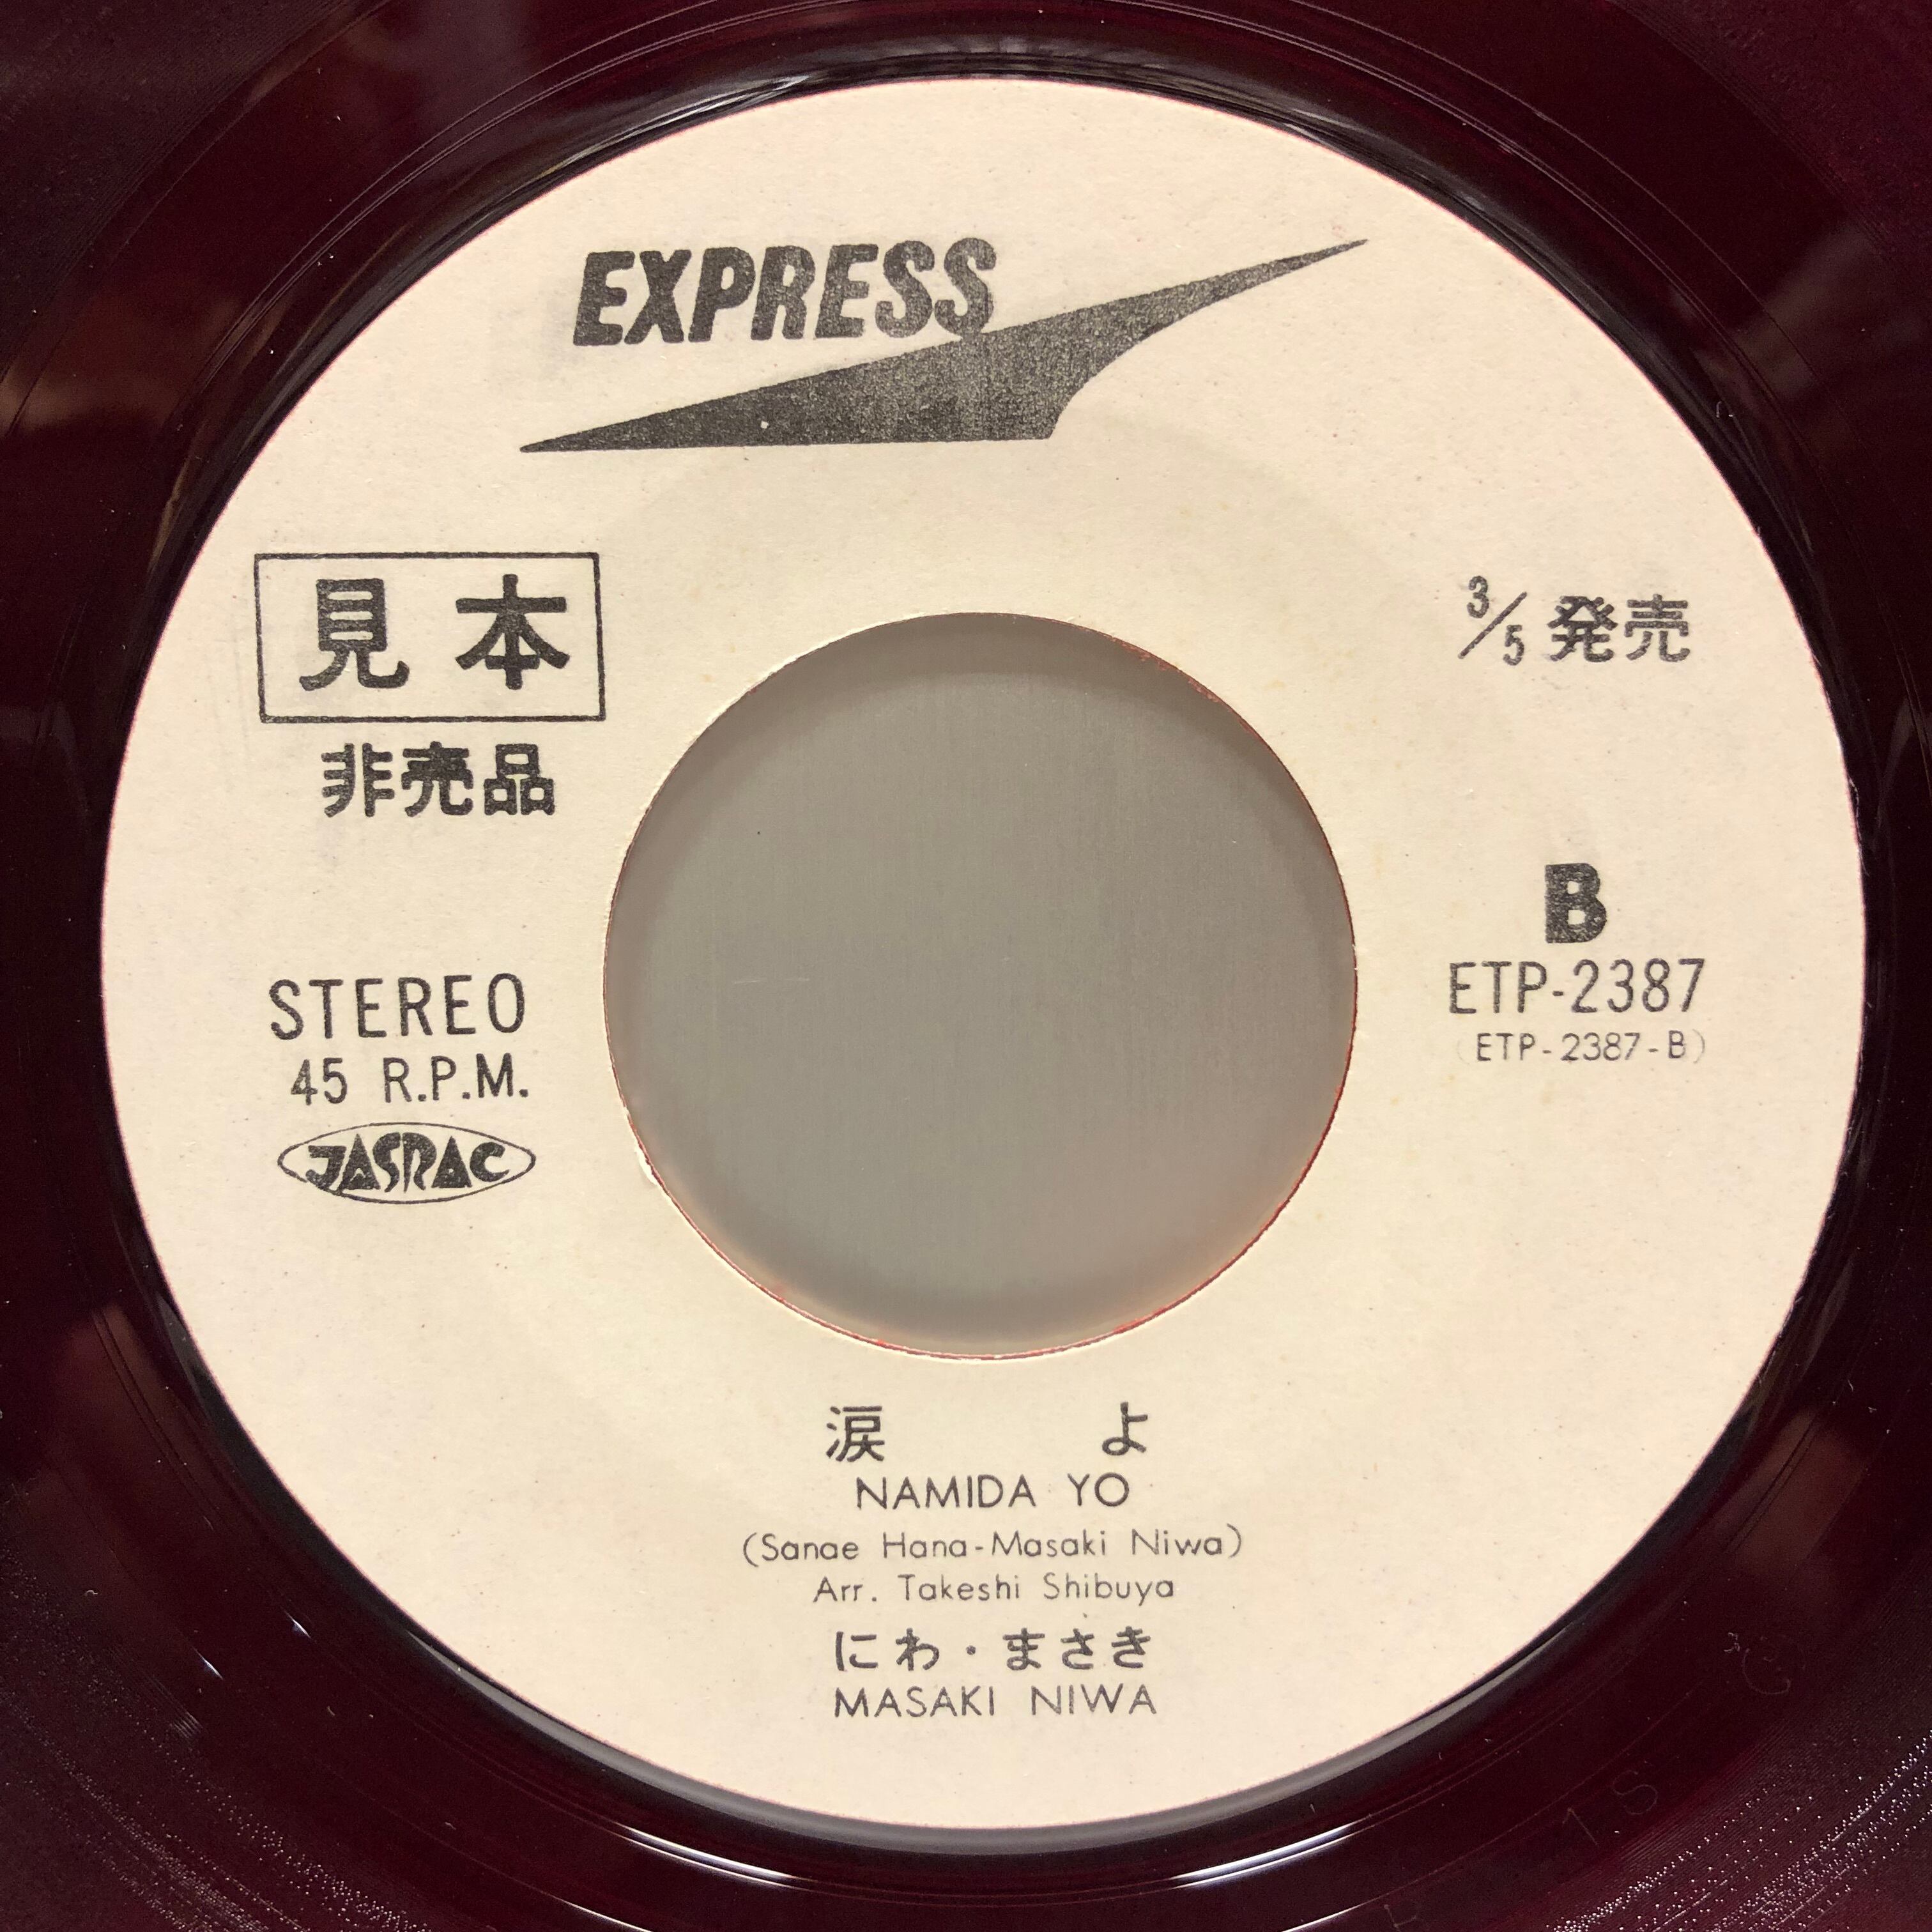 EXPRESS
見本
非売品
3/5 発売
B
ETP-2387
(ETP-2387-B)
STEREO
45 R.P.M.
JASRAC
涙 よ
NAMIDA YO
(Sanae Hana-Masaki Niwa)
Arr. Takeshi Shibuya
にわ・まさき
MASAKI NIWA
1S